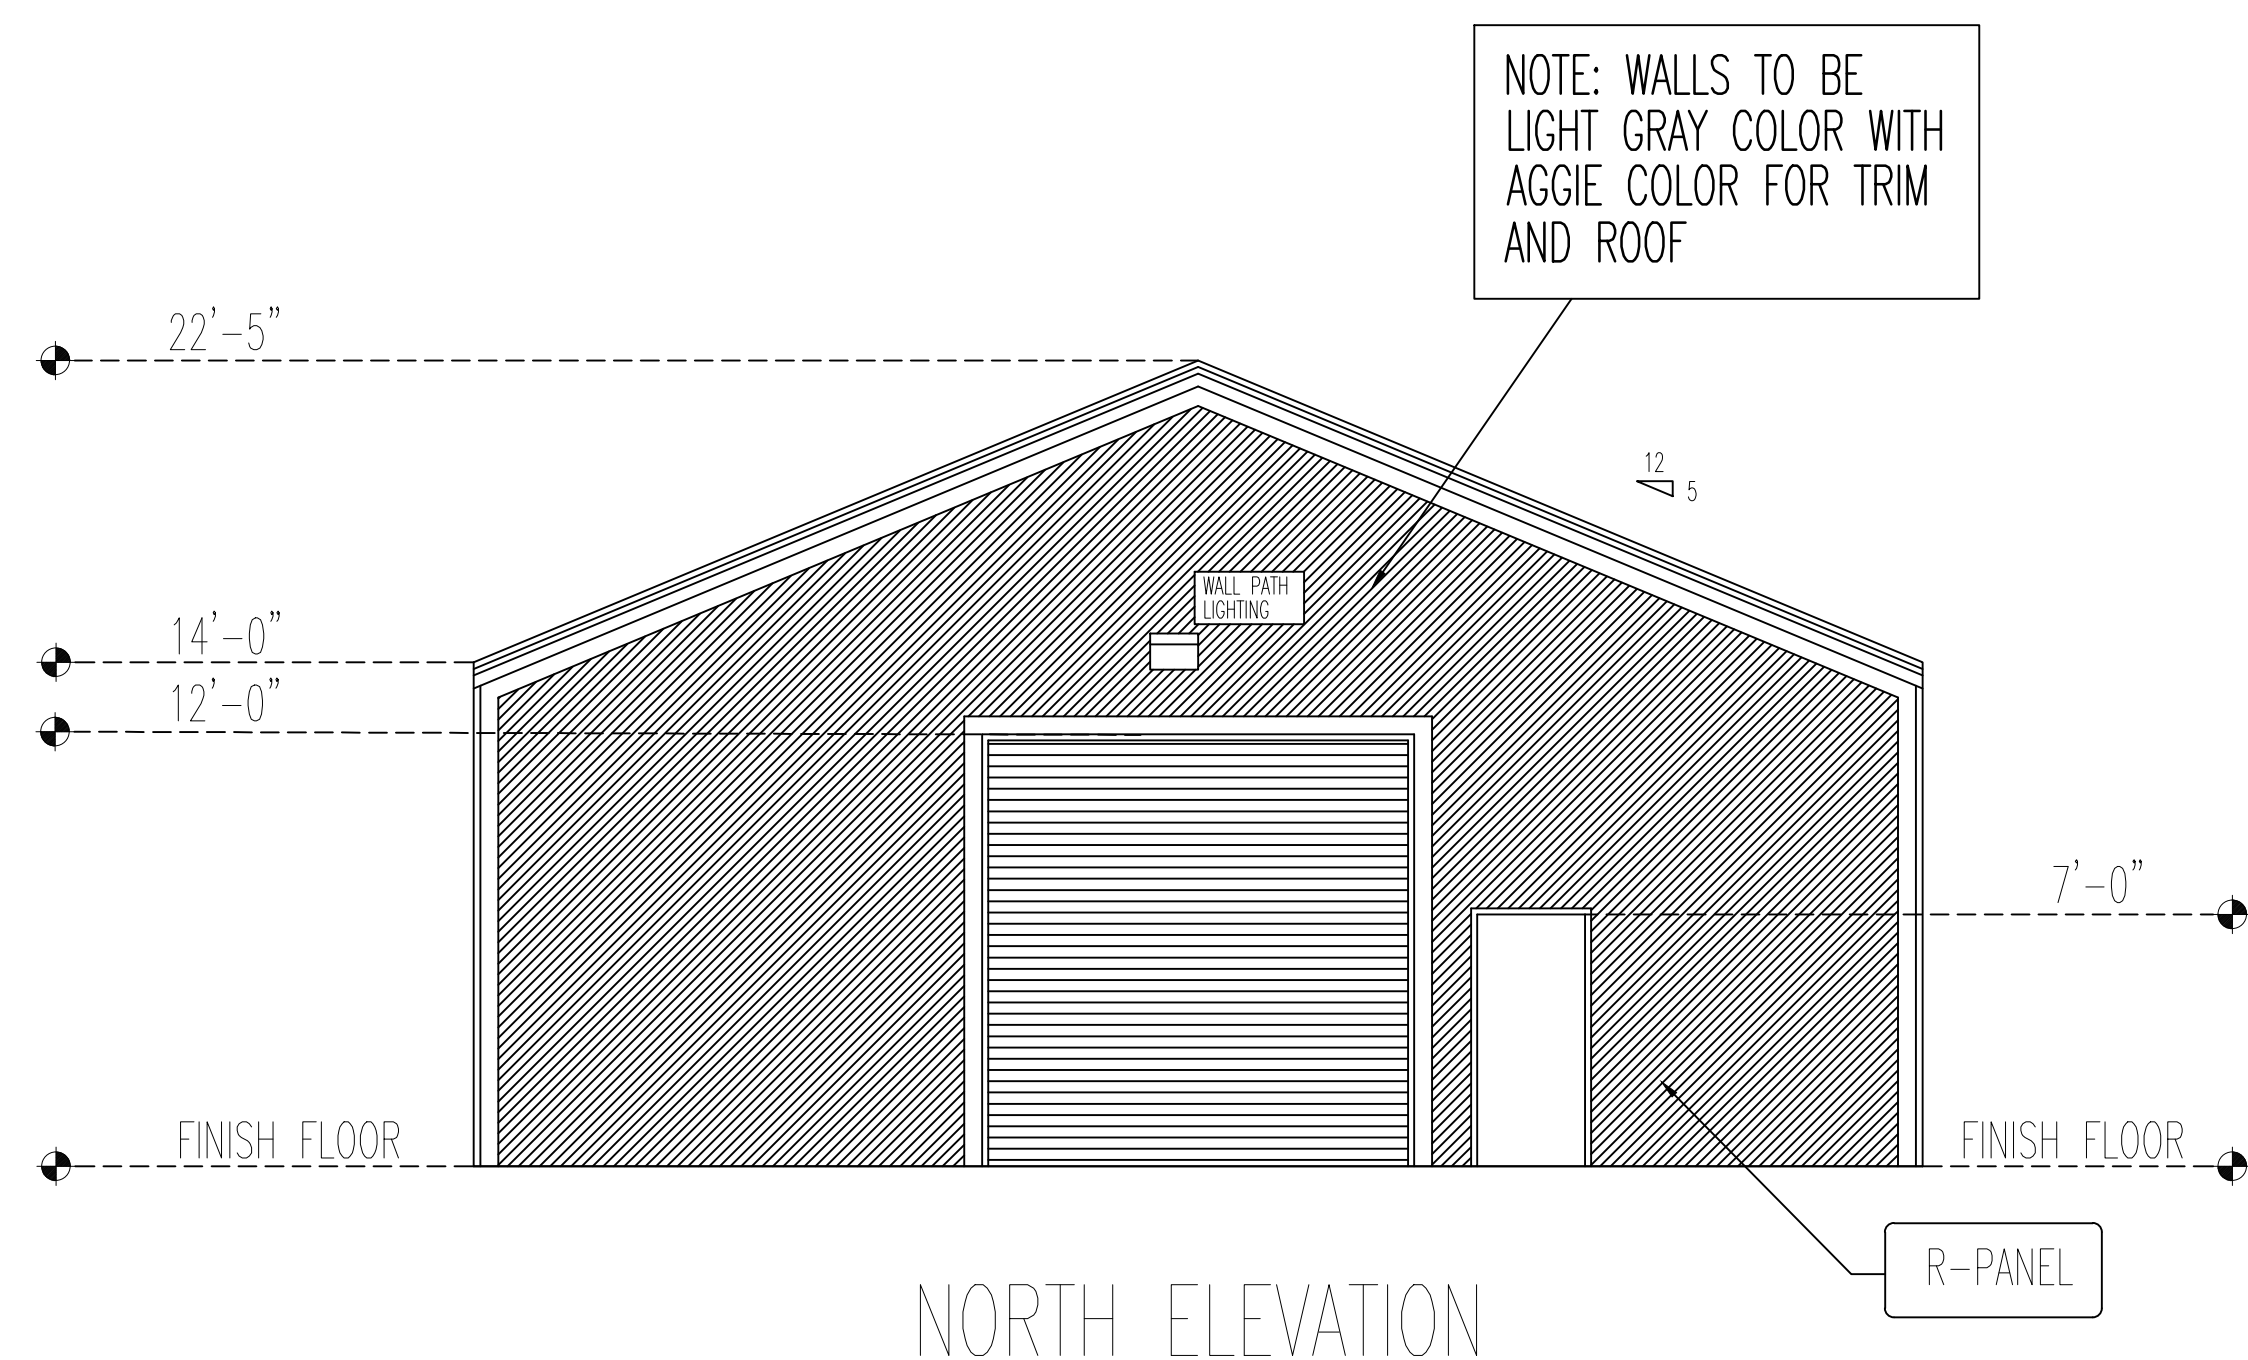 NOTE: WALLS TO BE
LIGHT GRAY COLOR WITH
AGGIE COLOR FOR TRIM
AND ROOF
22'-5"
12
5
WALL PATH
LIGHTING
14'-0"
12'-0"
7'-0"
FINISH FLOOR
FINISH FLOOR
R-PANEL
NORTH ELEVATION